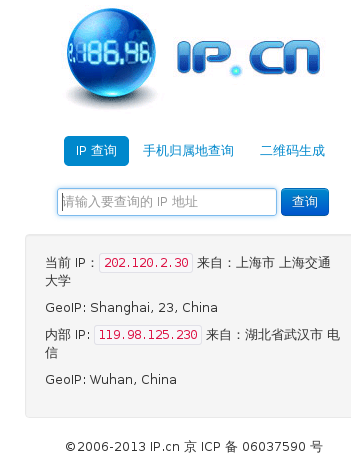 IP.CN
IP 查询 手机归属地查询 二维码生成
请输入要查询的 IP 地址 查询
当前 IP：202.120.2.30 来自：上海市 上海交通
大学
GeoIP: Shanghai, 23, China
内部 IP: 119.98.125.230 来自：湖北省武汉市 电
信
GeoIP: Wuhan, China
©2006-2013 IP.cn 京 ICP 备 06037590 号